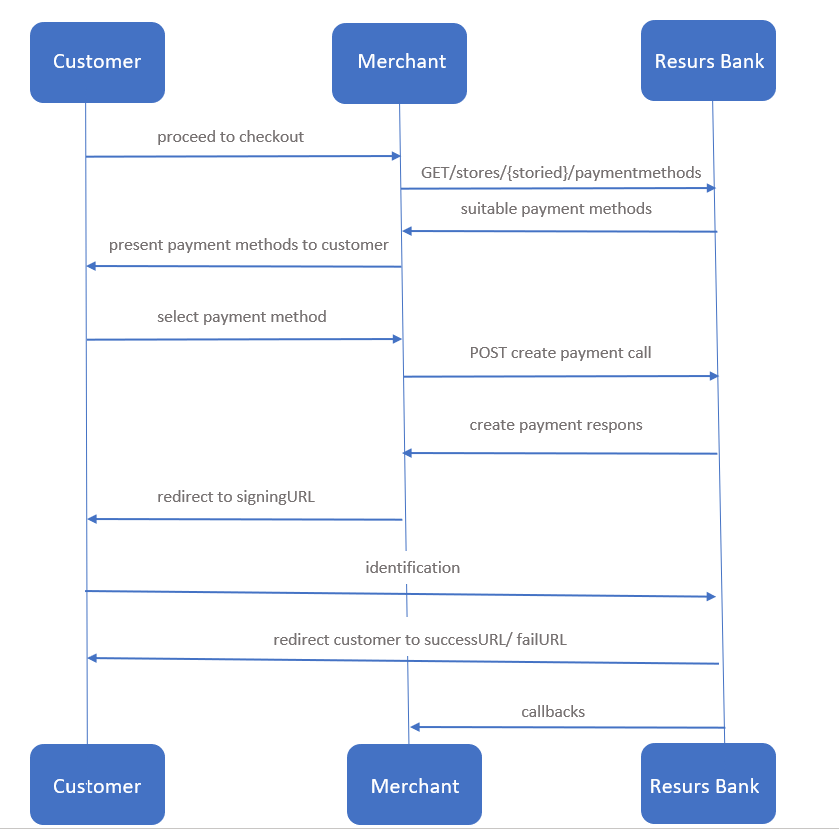 Customer
Merchant
Resurs Bank
proceed to checkout
GET/stores/{storied}/paymentmethods
suitable payment methods
present payment methods to customer
select payment method
POST create payment call
create payment respons
redirect to signingURL
identification
redirect customer to successURL/ failURL
callbacks
Customer
Merchant
Resurs Bank